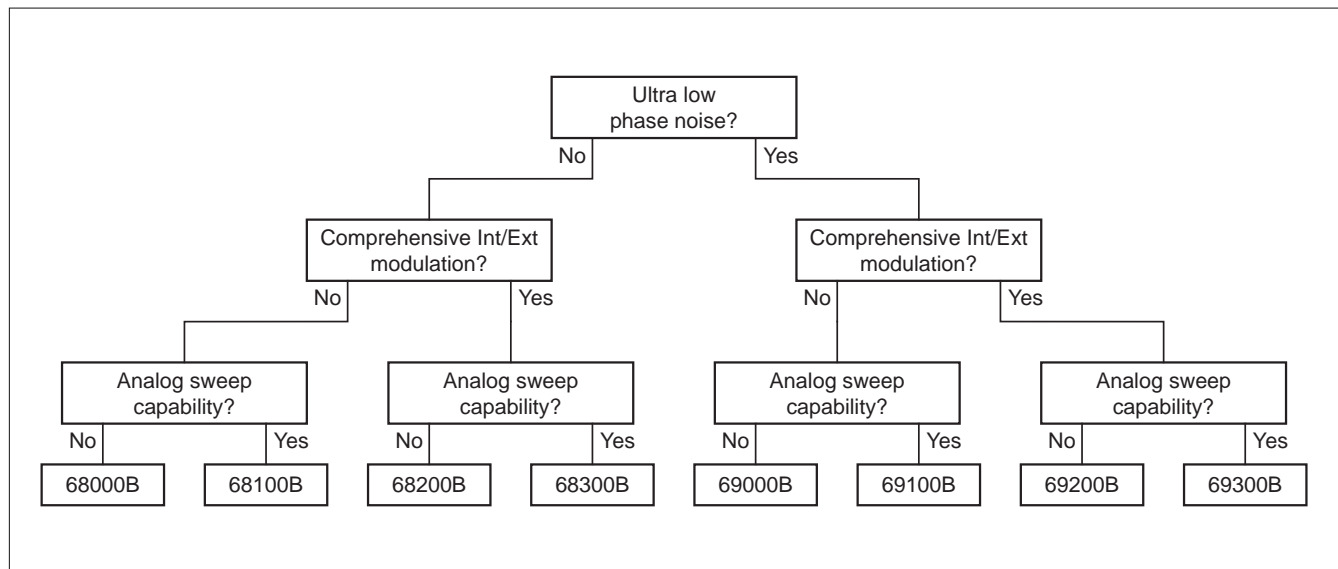 Ultra low
phase noise?
No
Yes
Comprehensive Int/Ext
modulation?
Comprehensive Int/Ext
modulation?
No
Yes
No
Yes
Analog sweep
capability?
Analog sweep
capability?
Analog sweep
capability?
Analog sweep
capability?
No
Yes
No
Yes
No
Yes
No
Yes
68000B
68100B
68200B
68300B
69000B
69100B
69200B
69300B